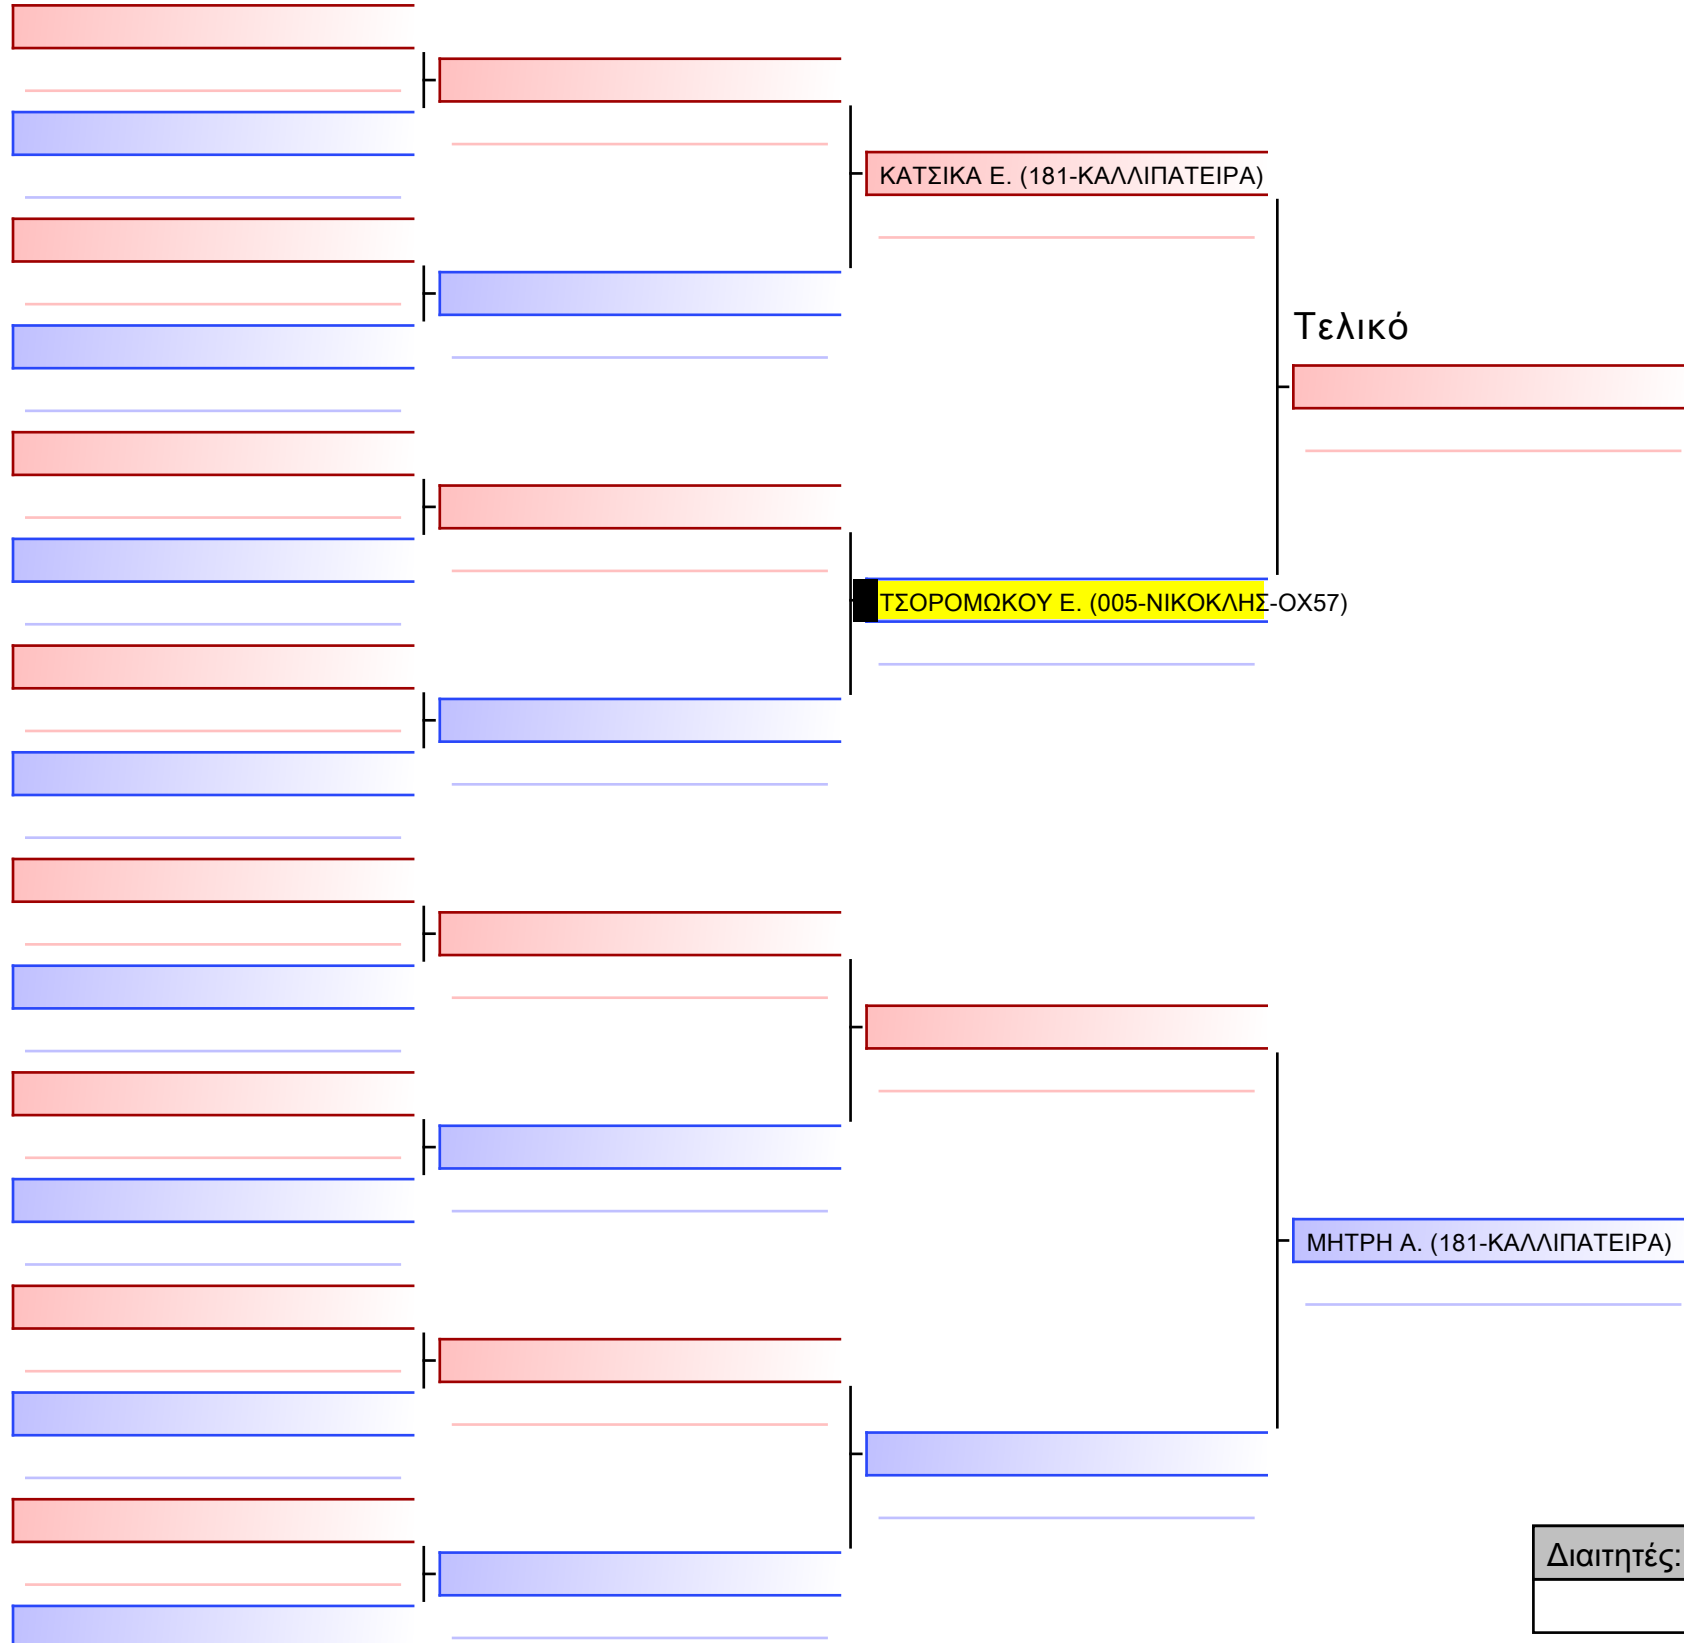 ΚΑΤΣΙΚΑ Ε. (181-ΚΑΛΛΙΠΑΤΕΙΡΑ)
Τελικό
ΤΣΟΡΟΜΩΚΟΥ Ε. (005-ΝΙΚΟΚΛΗΣ-ΟΧ57)
ΜΗΤΡΗ Α. (181-ΚΑΛΛΙΠΑΤΕΙΡΑ)
Διαιτητές: